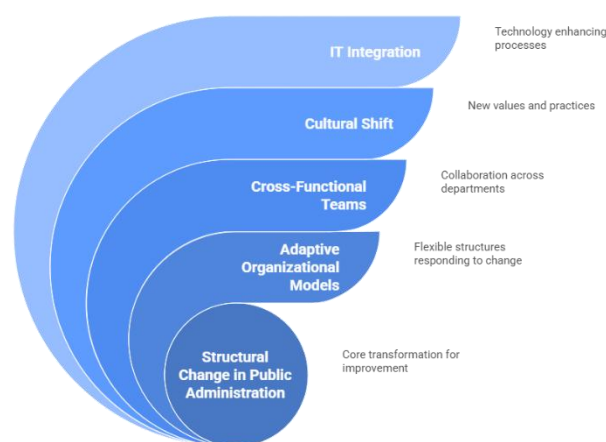 IT Integration
Technology enhancing
processes
Cultural Shift
New values and practices
Cross-Functional
Teams
Collaboration across
departments
Adaptive
Organizational
Models
Flexible structures
responding to change
Structural
Change in Public
Administration
Core transformation for
improvement